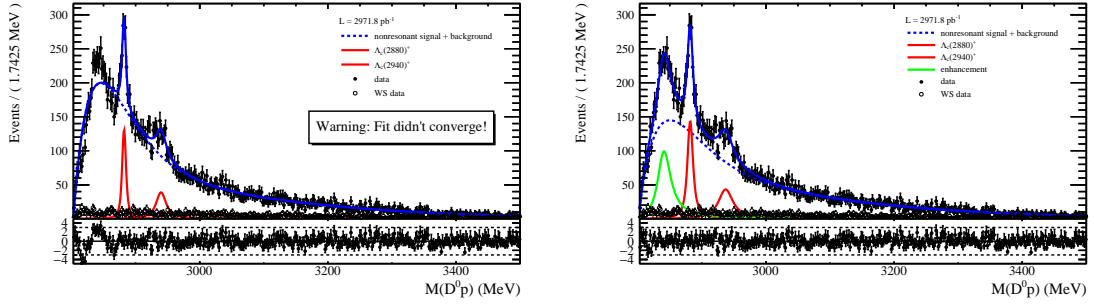 300
250
200
150
100
50
Events / ( 1.7425 MeV )
L = 2971.8 pb⁻¹
nonresonant signal + background
Λc(2880)⁺
Λc(2940)⁺
data
WS data
Warning: Fit didn't converge!
4
2
0
−2
−4
3000
3200
3400
M(D⁰p) (MeV)
300
250
200
150
100
50
Events / ( 1.7425 MeV )
L = 2971.8 pb⁻¹
nonresonant signal + background
Λc(2880)⁺
Λc(2940)⁺
enhancement
data
WS data
4
2
0
−2
−4
3000
3200
3400
M(D⁰p) (MeV)